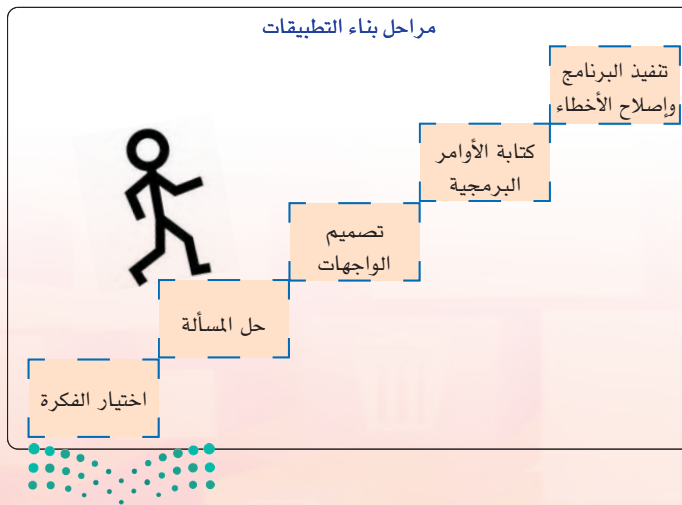 مراحل بناء التطبيقات
تنفيذ البرنامج
وإصلاح الأخطاء
كتابة الأوامر
البرمجية
تصميم
الواجهات
حل المسألة
اختيار الفكرة